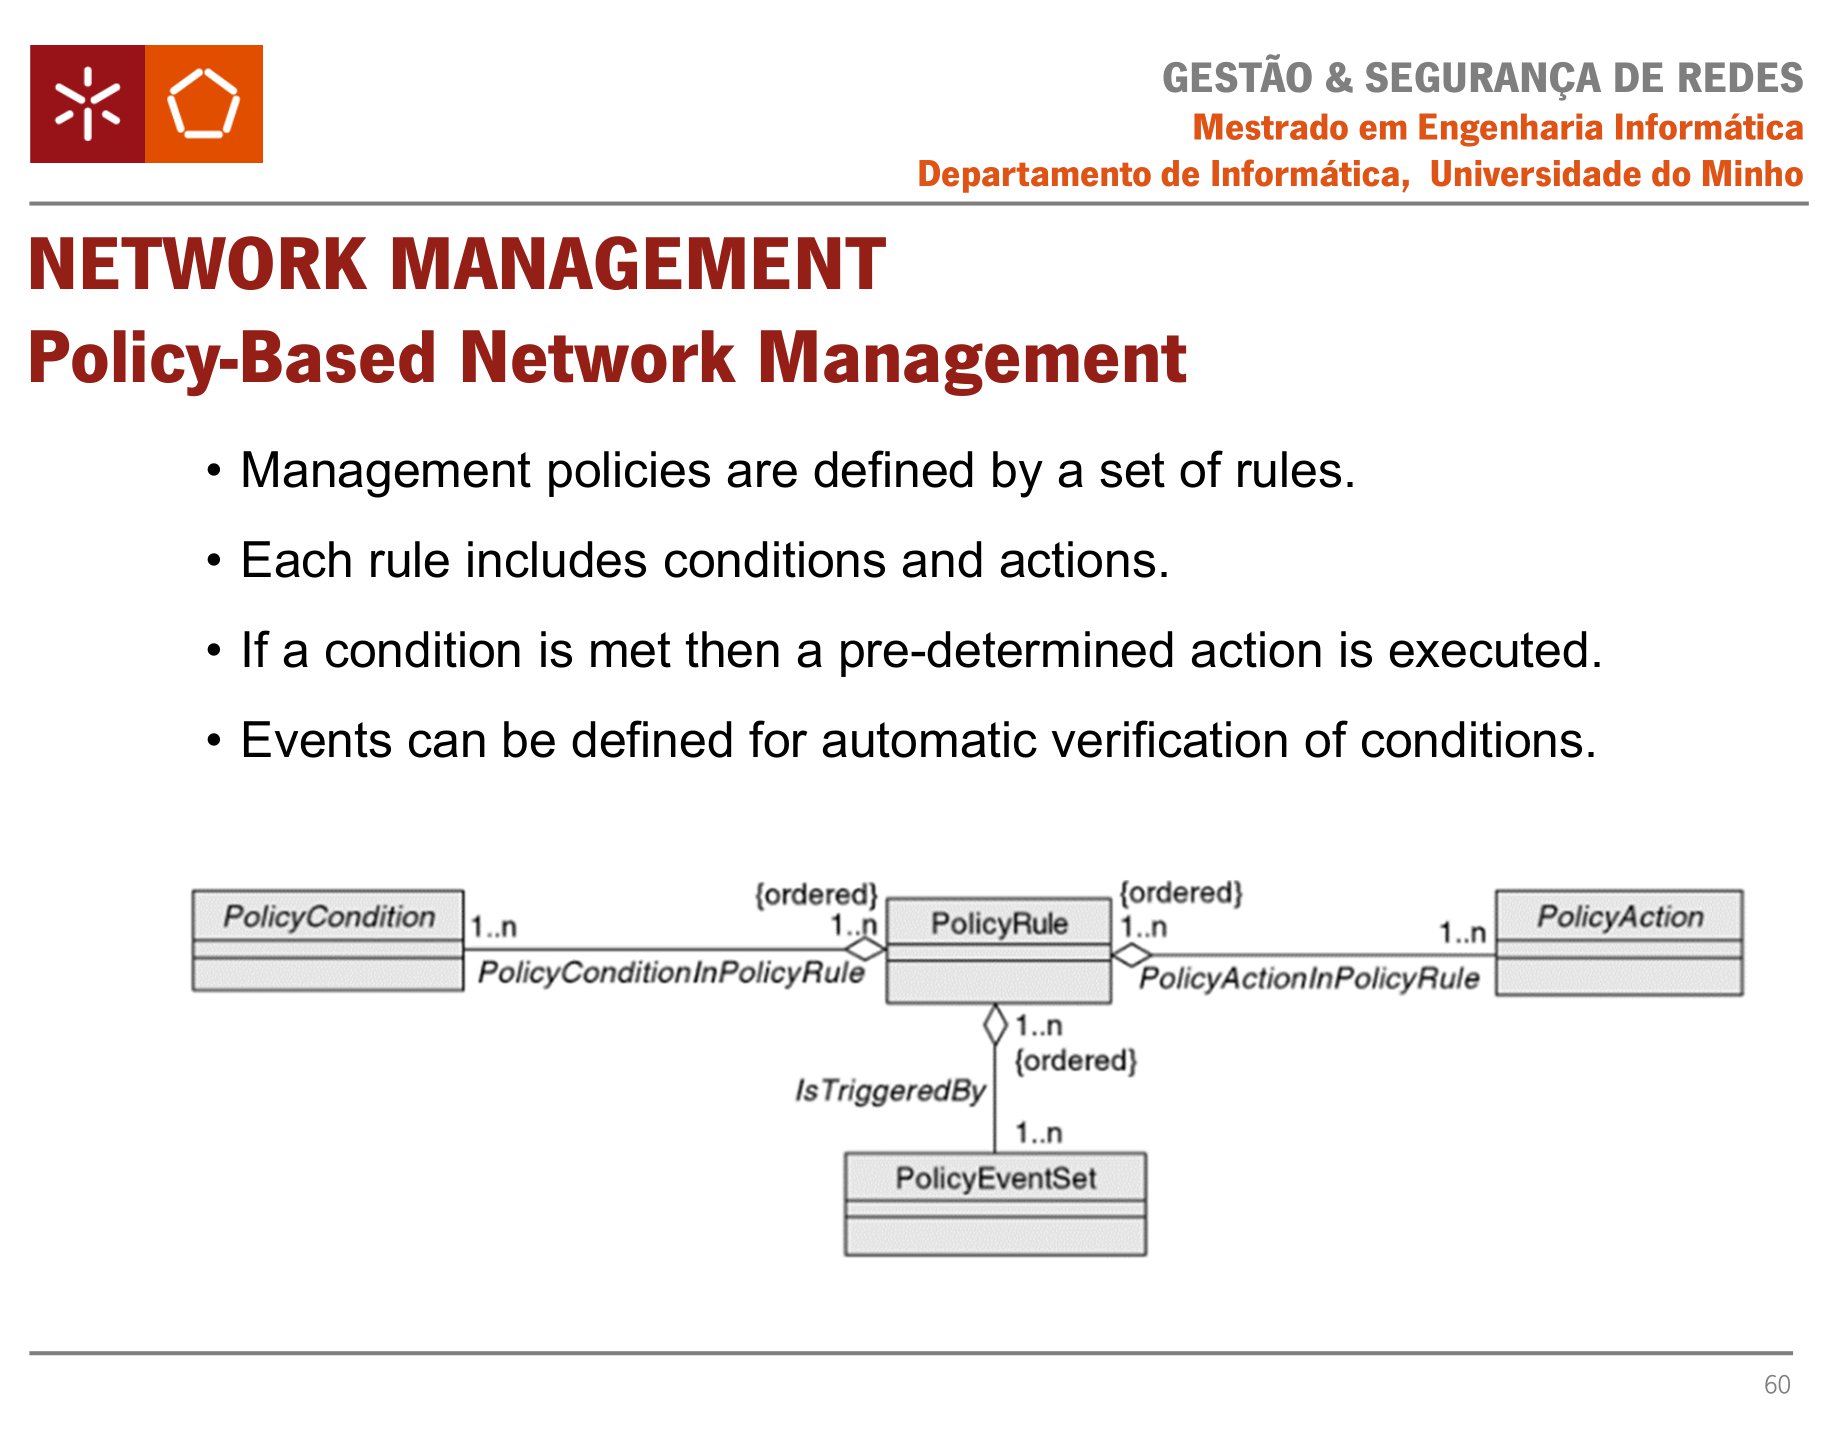 GESTÃO & SEGURANÇA DE REDES
Mestrado em Engenharia Informática
Departamento de Informática, Universidade do Minho
NETWORK MANAGEMENT
Policy-Based Network Management
• Management policies are defined by a set of rules.
• Each rule includes conditions and actions.
• If a condition is met then a pre-determined action is executed.
• Events can be defined for automatic verification of conditions.
PolicyCondition
1..n
{ordered}
1..n
PolicyConditionInPolicyRule
PolicyRule
{ordered}
1..n
1..n
PolicyActionInPolicyRule
PolicyAction
1..n
{ordered}
IsTriggeredBy
1..n
PolicyEventSet
60